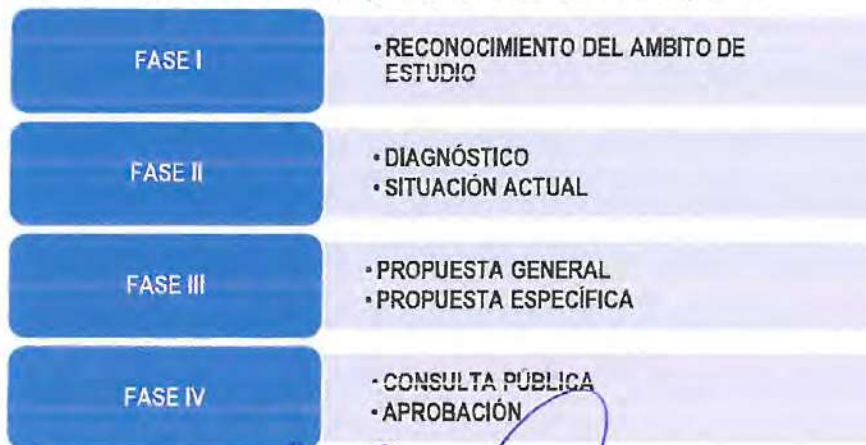 FASE I
• RECONOCIMIENTO DEL AMBITO DE
ESTUDIO
FASE II
• DIAGNÓSTICO
• SITUACIÓN ACTUAL
FASE III
• PROPUESTA GENERAL
• PROPUESTA ESPECÍFICA
FASE IV
• CONSULTA PÚBLICA
• APROBACIÓN